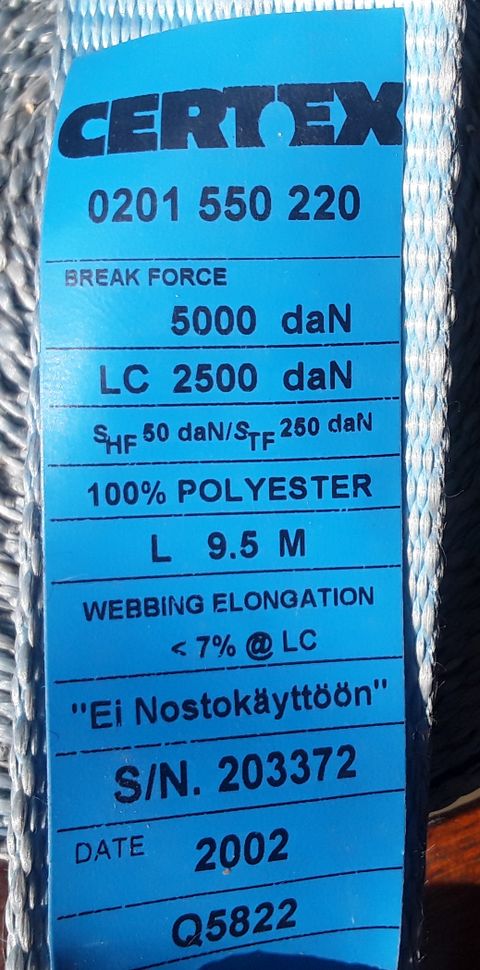 CERTEX
0201 550 220
BREAK FORCE
5000 daN
LC 2500 daN
SHF 50 daN/STF 250 daN
100% POLYESTER
L 9.5 M
WEBBING ELONGATION
< 7% @ LC
"Ei Nostokäyttöön"
S/N. 203372
DATE 2002
Q5822